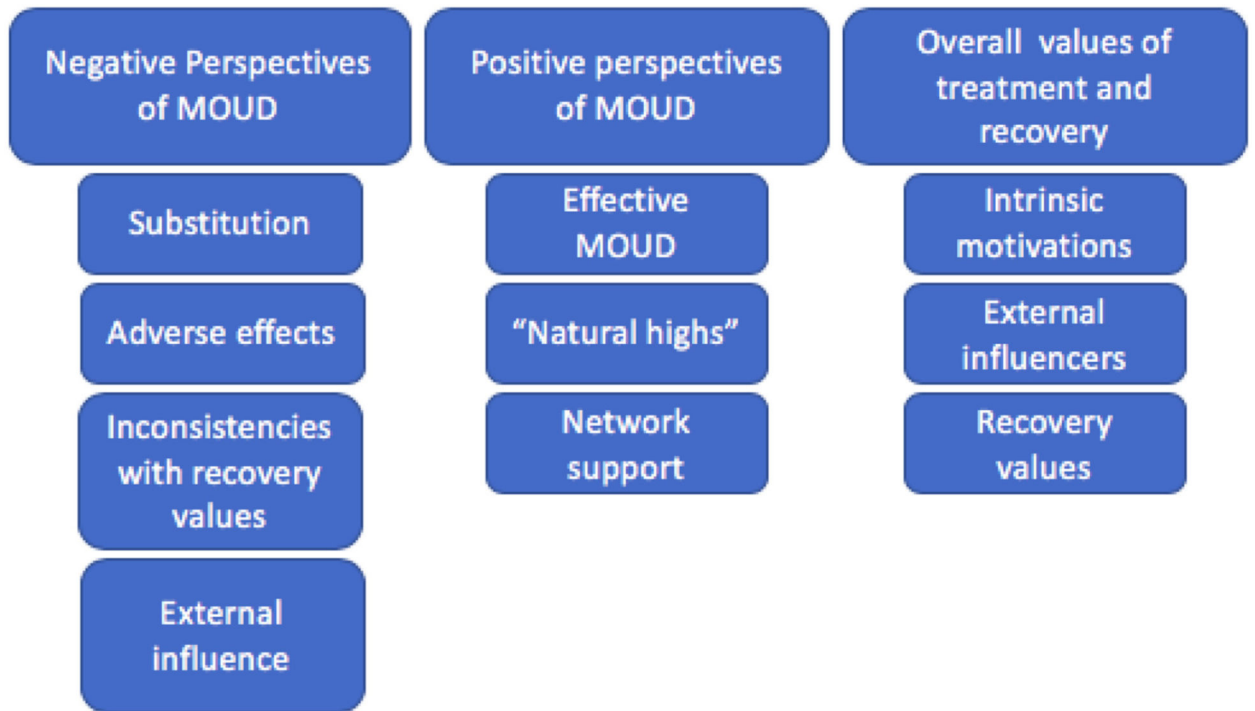 Negative Perspectives
of MOUD
Substitution
Adverse effects
Inconsistencies
with recovery
values
External
influence
Positive perspectives
of MOUD
Effective
MOUD
“Natural highs”
Network
support
Overall values of
treatment and
recovery
Intrinsic
motivations
External
influencers
Recovery
values